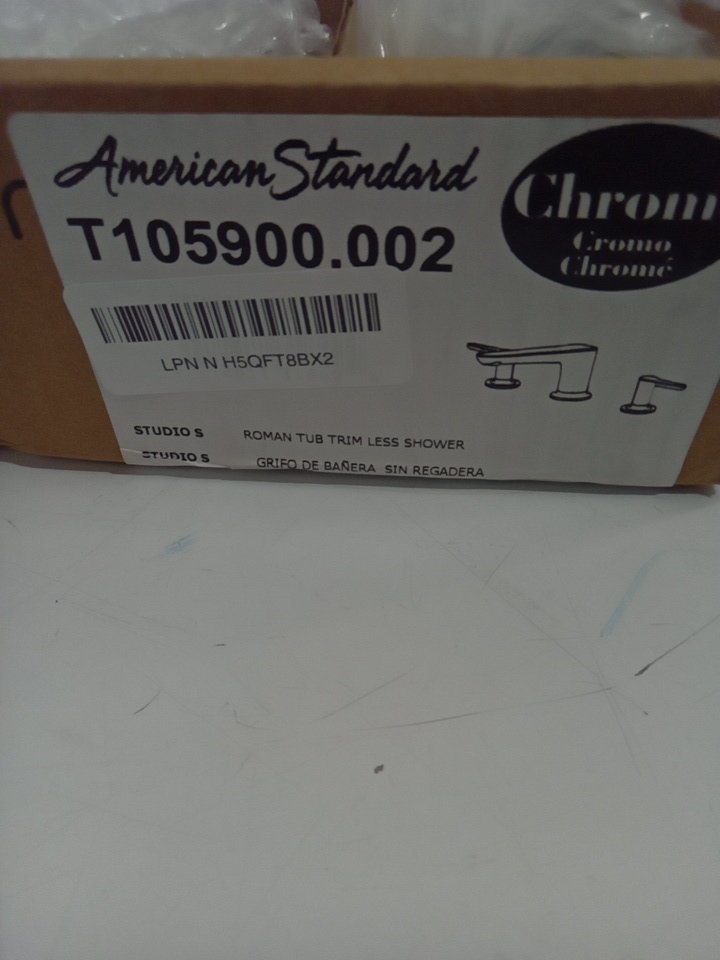 American Standard
T105900.002
Chrom
Cromo
Chromé
LPN N H5QFT8BX2
STUDIO S ROMAN TUB TRIM LESS SHOWER
STUDIO S GRIFO DE BAÑERA SIN REGADERA